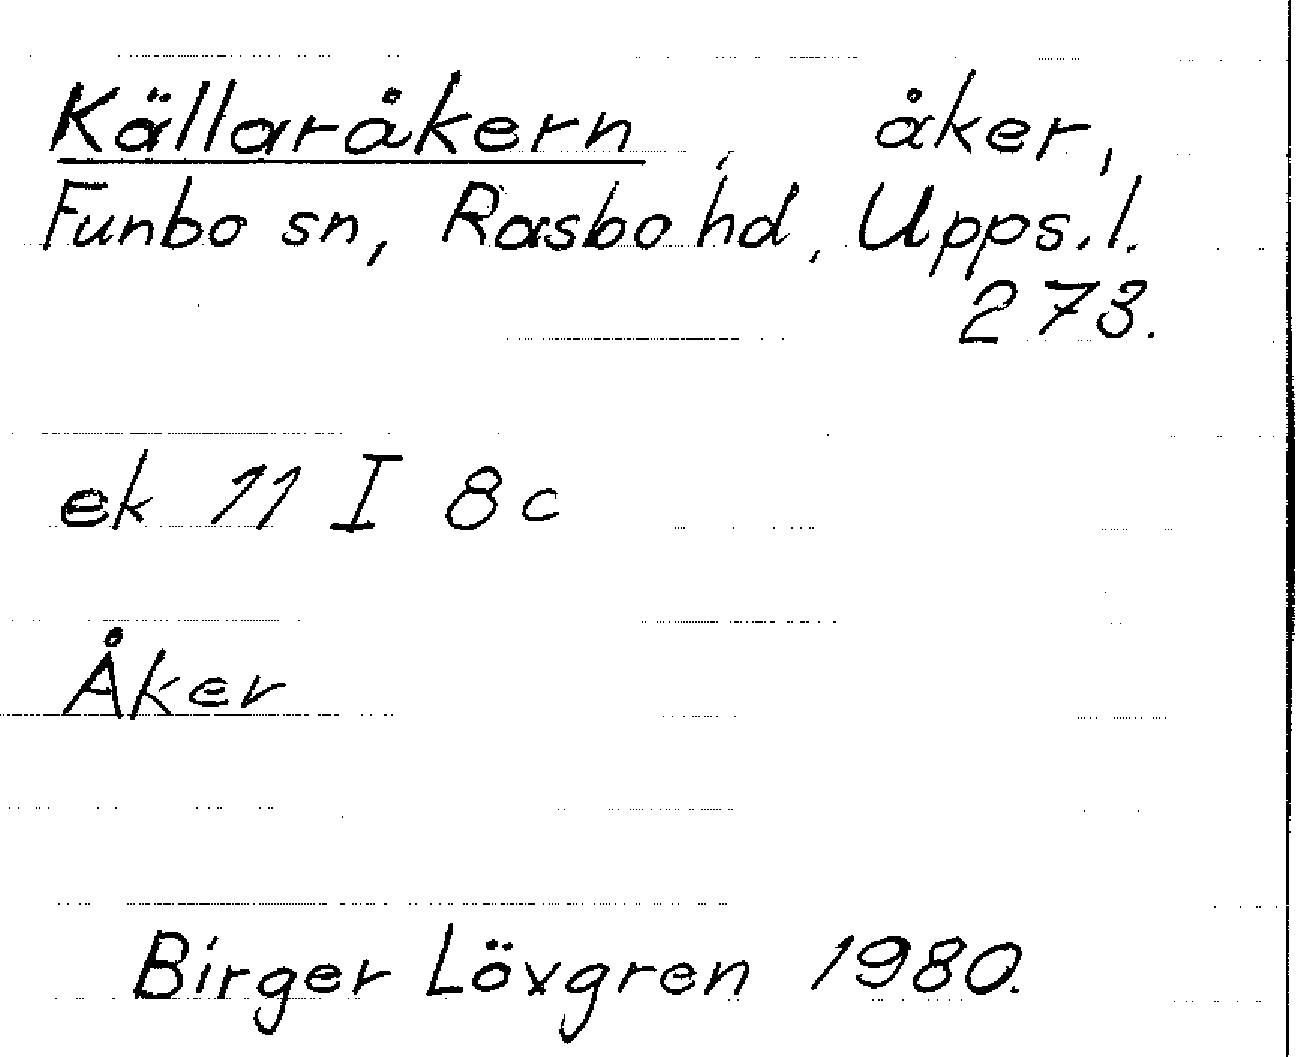 Källaråkern, åker,
Funbo sn, Rasbo hd, Upps. l.
273.
ek 11 I 8c
Åker
Birger Lövgren 1980.